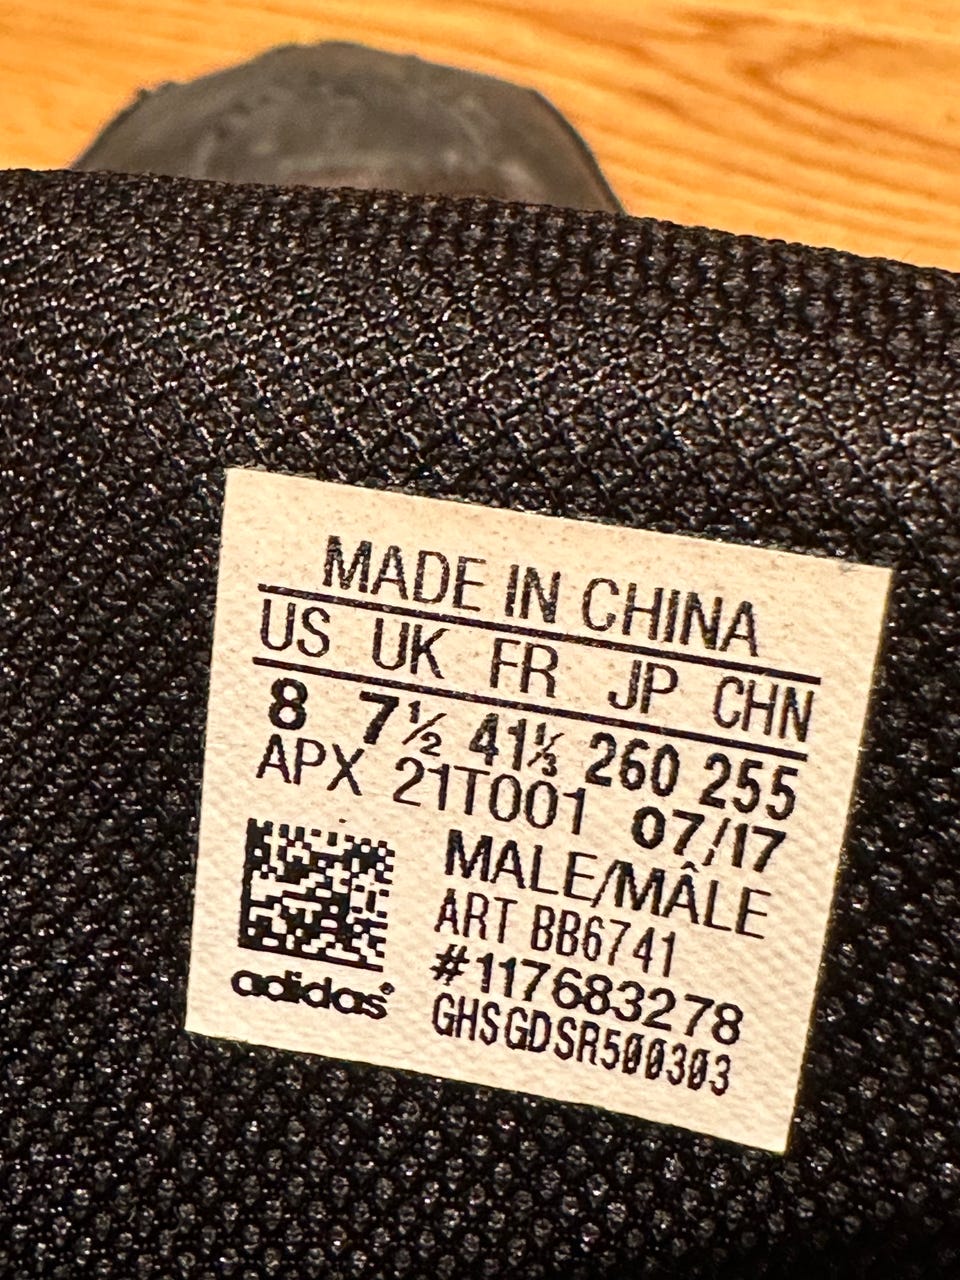 MADE IN CHINA
US UK FR JP CHN
8 7½ 41⅓ 260 255
APX 21T001 07/17
MALE/MÂLE
ART BB6741
#117683278
GHSGDSR500303
adidas®